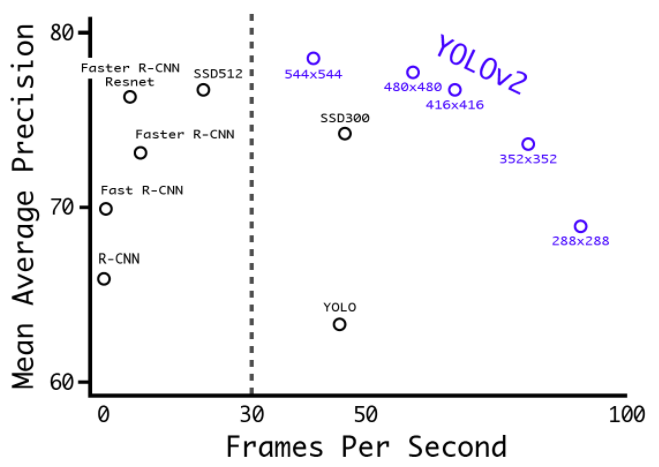 Mean Average Precision
80
70
60
Faster R-CNN
Resnet
SSD512
Faster R-CNN
Fast R-CNN
R-CNN
544x544
YOLOv2
480x480
416x416
SSD300
352x352
288x288
YOLO
0
30
50
100
Frames Per Second